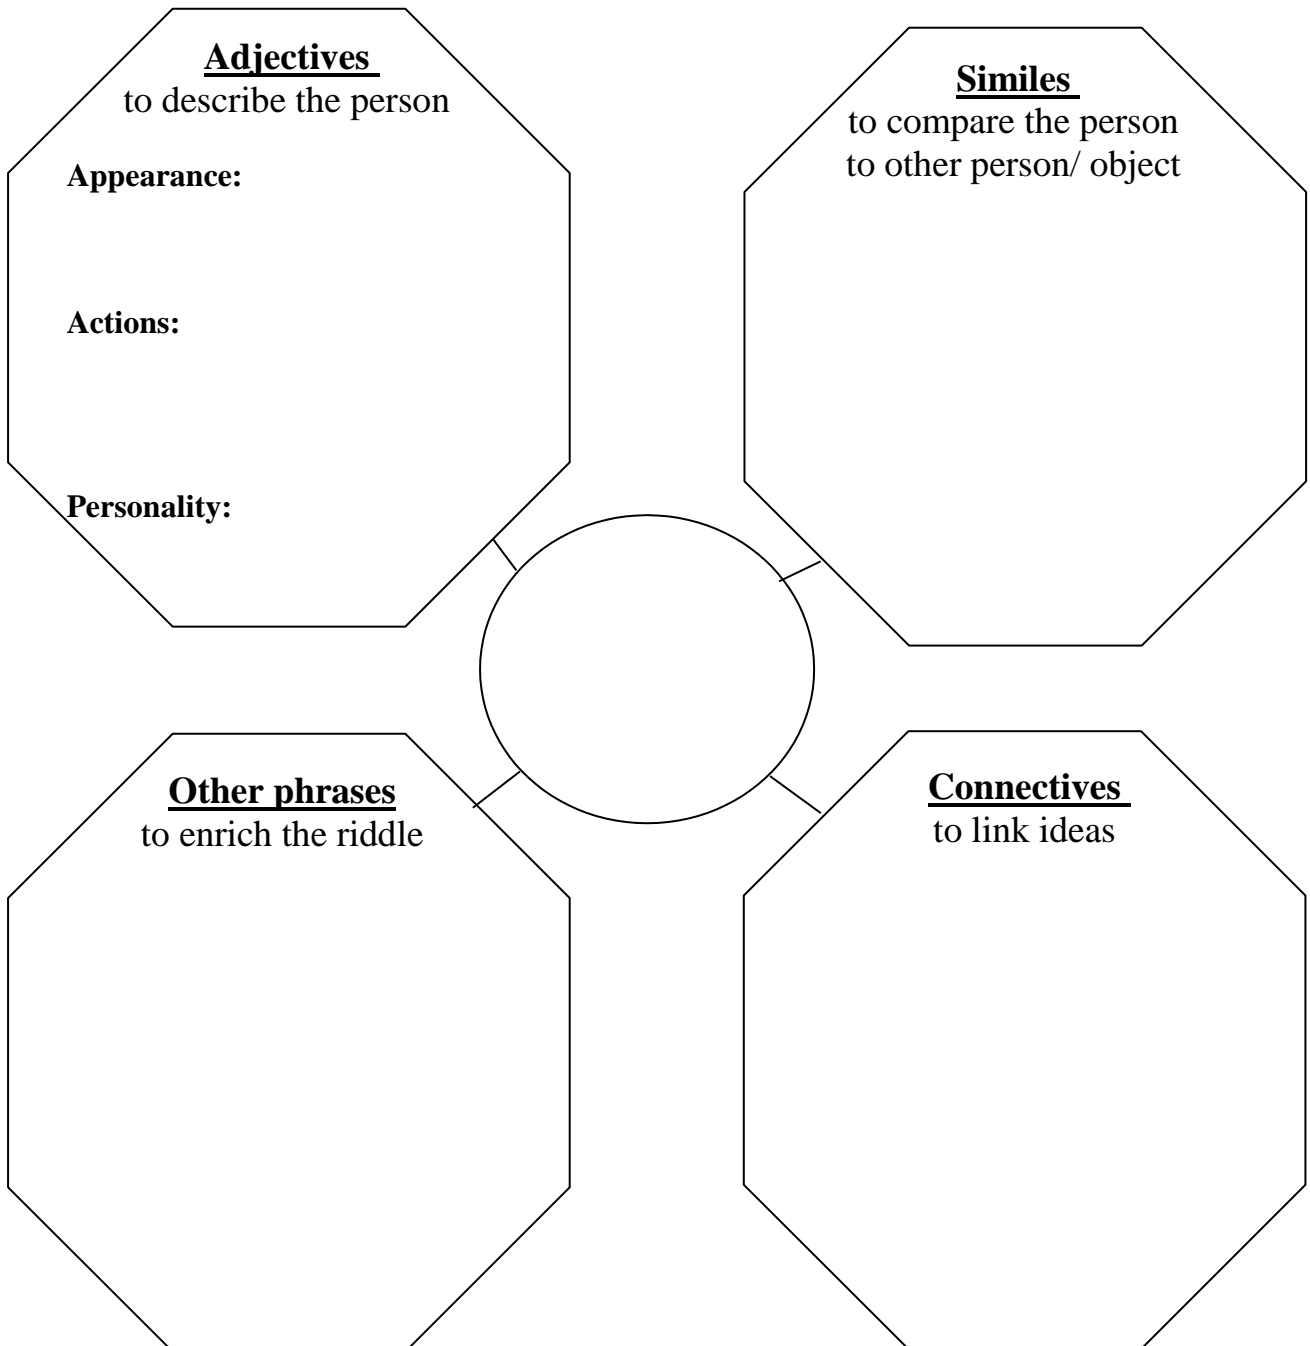 Adjectives
to describe the person
Appearance:
Actions:
Personality:
Similes
to compare the person
to other person/ object
Other phrases
to enrich the riddle
Connectives
to link ideas